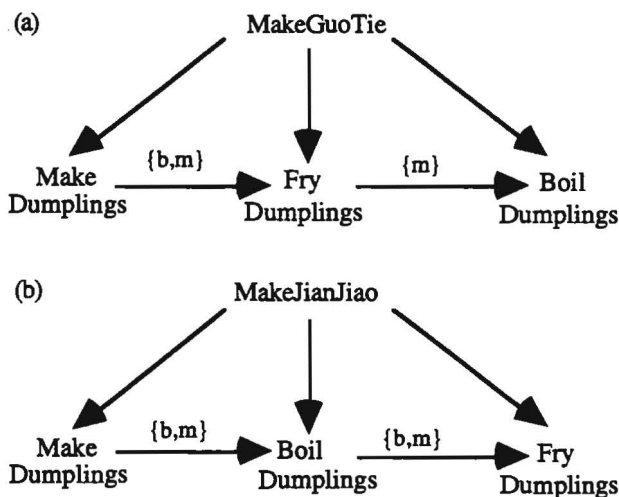 (a)
MakeGuoTie
{b,m}
{m}
Make
Dumplings
Fry
Dumplings
Boil
Dumplings
(b)
MakeJianJiao
{b,m}
{b,m}
Make
Dumplings
Boil
Dumplings
Fry
Dumplings